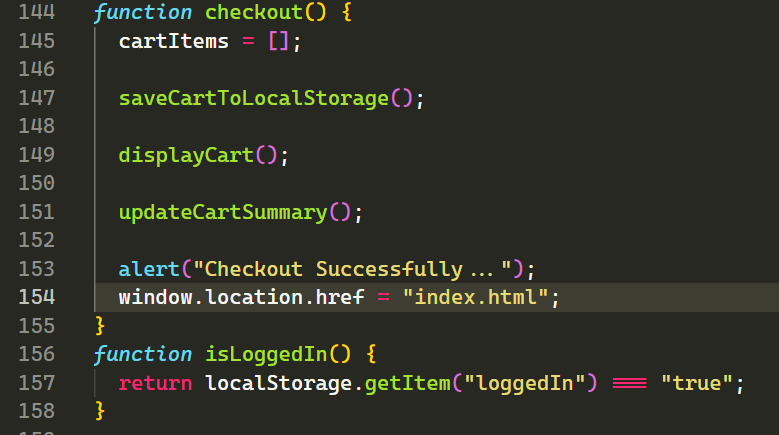 144 function checkout() {
145 cartItems = [];
146
147 saveCartToLocalStorage();
148
149 displayCart();
150
151 updateCartSummary();
152
153 alert("Checkout Successfully...");
154 window.location.href = "index.html";
155 }
156 function isLoggedIn() {
157 return localStorage.getItem("loggedIn") === "true";
158 }